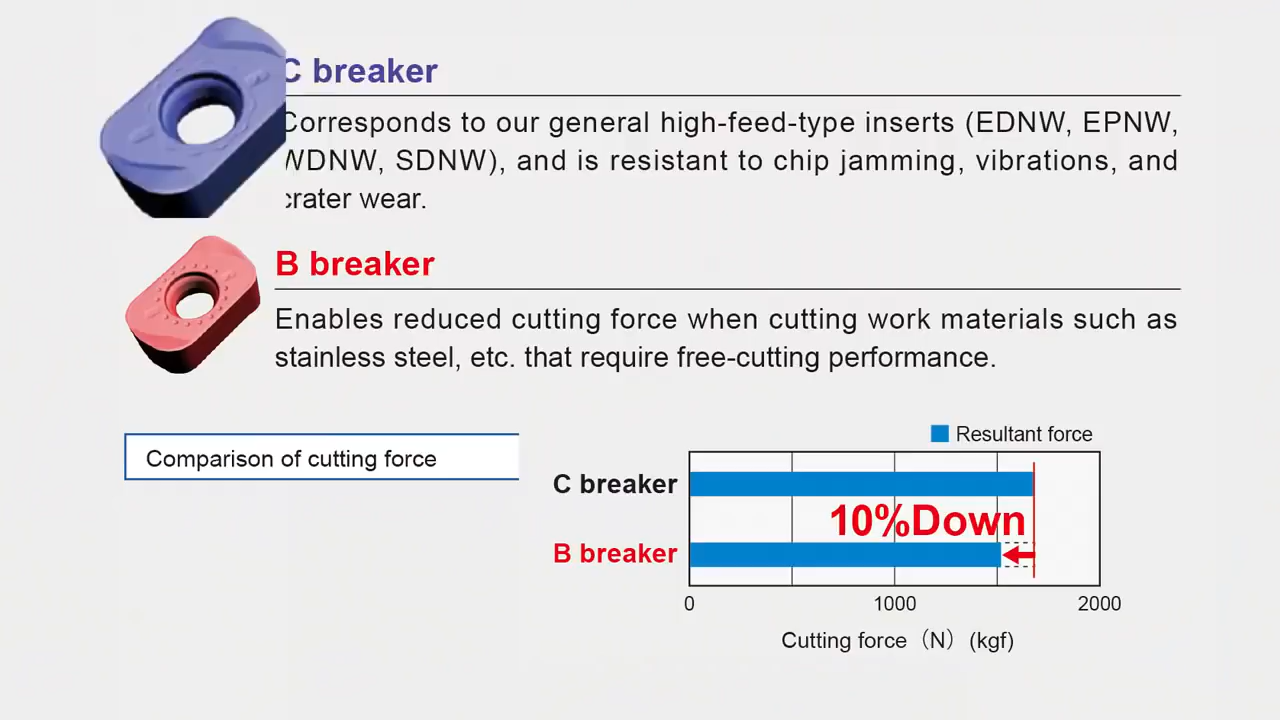 C breaker
Corresponds to our general high-feed-type inserts (EDNW, EPNW,
WDNW, SDNW), and is resistant to chip jamming, vibrations, and
crater wear.
B breaker
Enables reduced cutting force when cutting work materials such as
stainless steel, etc. that require free-cutting performance.
Comparison of cutting force
Resultant force
C breaker
10%Down
B breaker
0 1000 2000
Cutting force（N）(kgf)